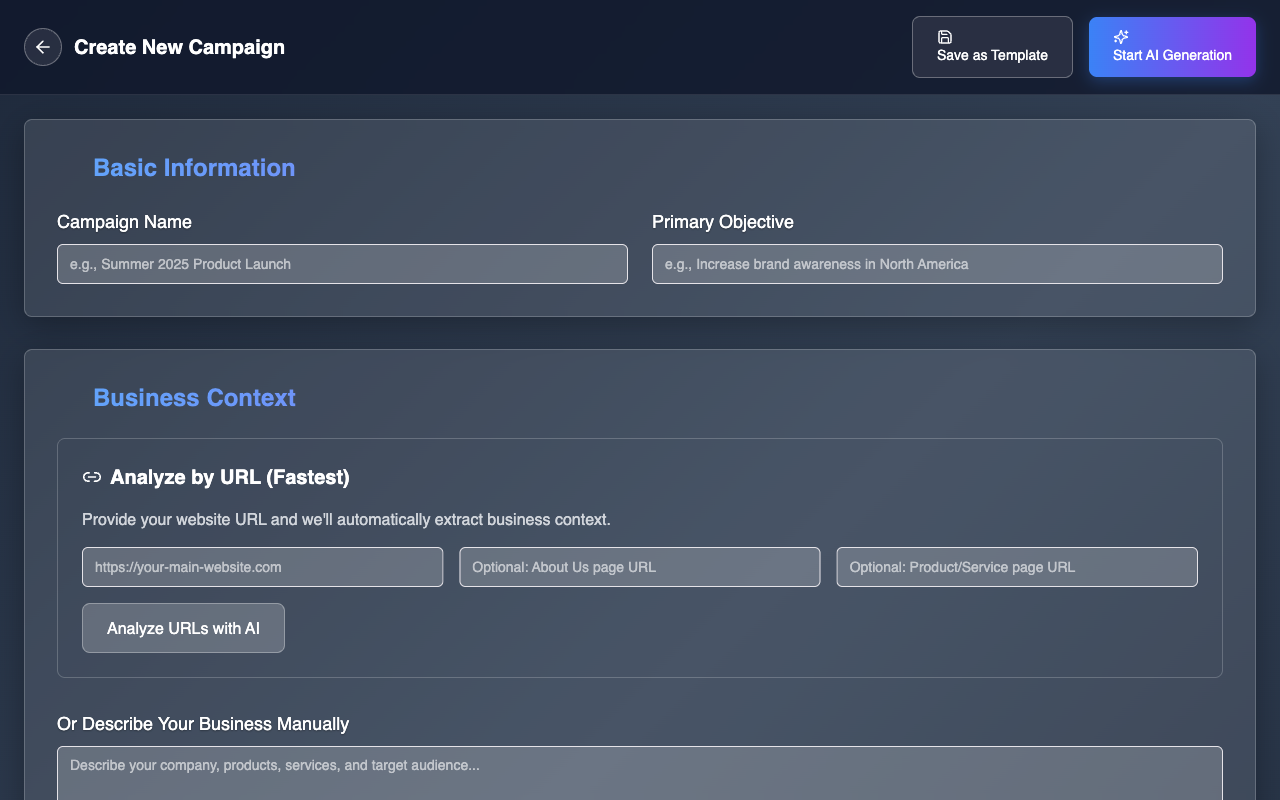 Create New Campaign
Save as Template
Start AI Generation
Basic Information
Campaign Name
Primary Objective
e.g., Summer 2025 Product Launch
e.g., Increase brand awareness in North America
Business Context
Analyze by URL (Fastest)
Provide your website URL and we'll automatically extract business context.
https://your-main-website.com
Optional: About Us page URL
Optional: Product/Service page URL
Analyze URLs with AI
Or Describe Your Business Manually
Describe your company, products, services, and target audience...